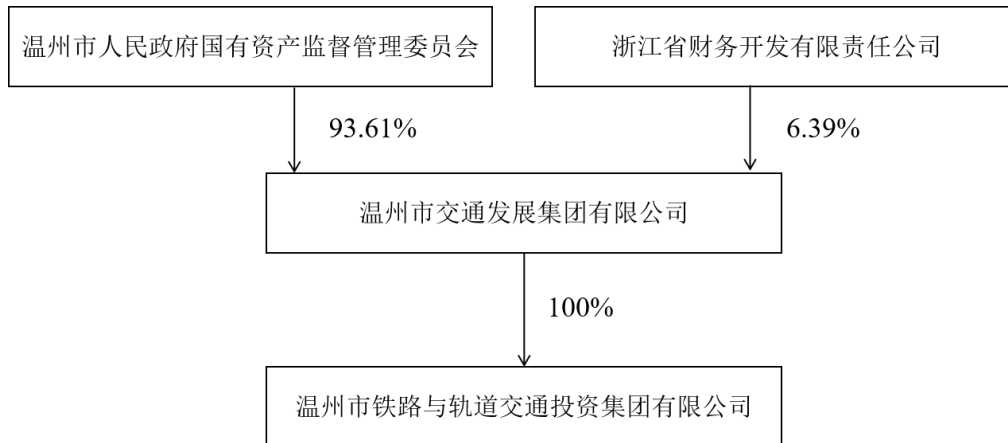 温州市人民政府国有资产监督管理委员会
浙江省财务开发有限责任公司
93.61%
6.39%
温州市交通发展集团有限公司
100%
温州市铁路与轨道交通投资集团有限公司